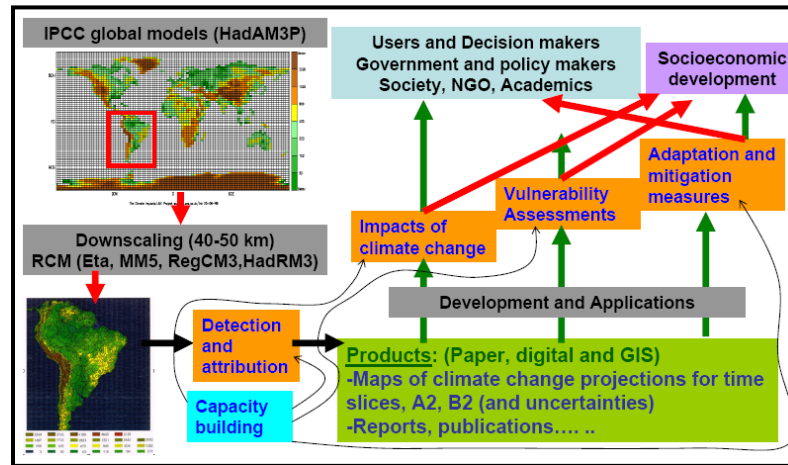 IPCC global models (HadAM3P)
Users and Decision makers
Government and policy makers
Society, NGO, Academics
Socioeconomic
development
Adaptation and
mitigation
measures
Vulnerability
Assessments
Impacts of
climate change
Downscaling (40-50 km)
RCM (Eta, MM5, RegCM3,HadRM3)
Development and Applications
Detection
and
attribution
Products: (Paper, digital and GIS)
-Maps of climate change projections for time
slices, A2, B2 (and uncertainties)
-Reports, publications…. ..
Capacity
building